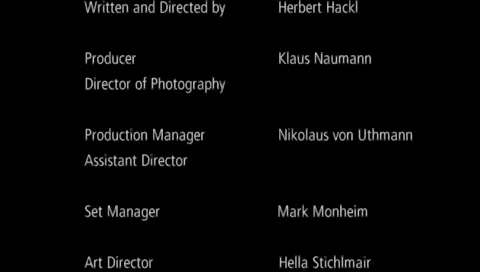 Written and Directed by Herbert Hackl
Producer Klaus Naumann
Director of Photography
Production Manager Nikolaus von Uthmann
Assistant Director
Set Manager Mark Monheim
Art Director Hella Stichlmair